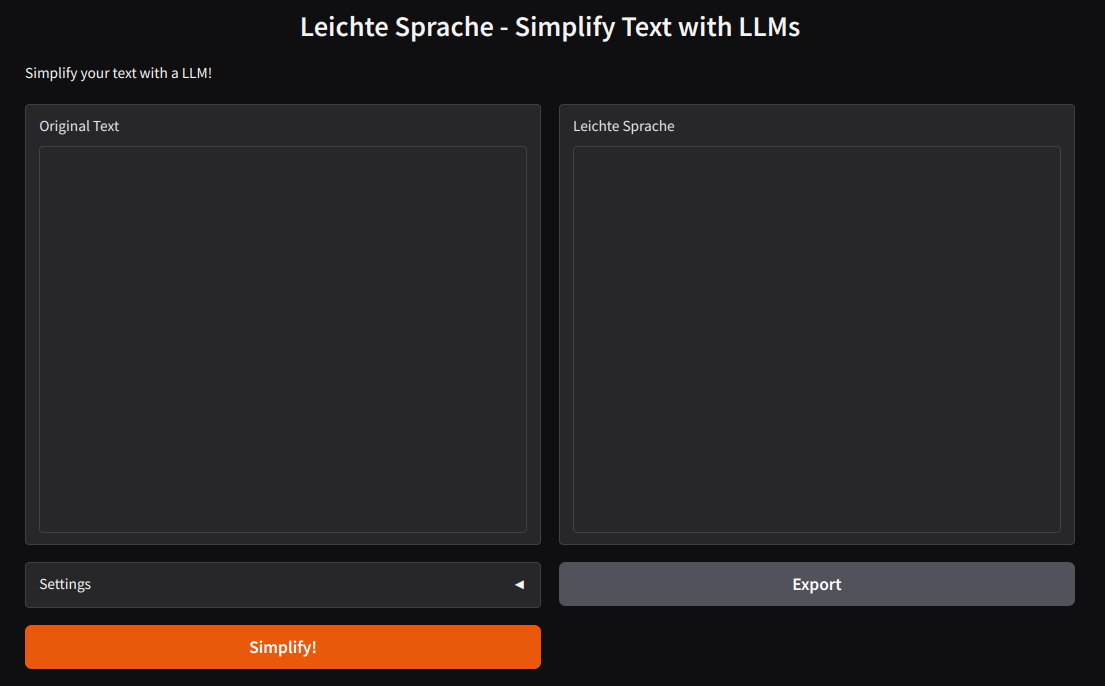 Leichte Sprache - Simplify Text with LLMs
Simplify your text with a LLM!
Original Text
Leichte Sprache
Settings
Export
Simplify!